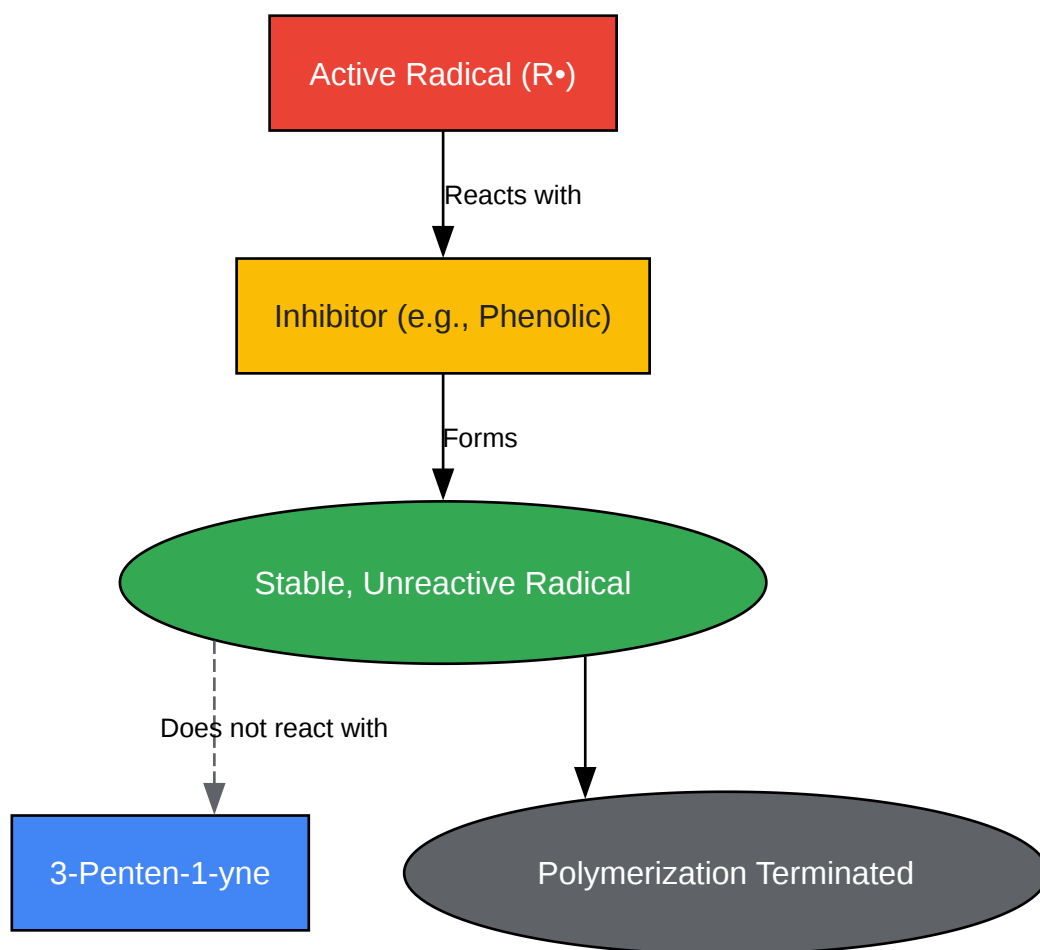 Active Radical (R•)
Reacts with
Inhibitor (e.g., Phenolic)
Forms
Stable, Unreactive Radical
Does not react with
3-Penten-1-yne
Polymerization Terminated